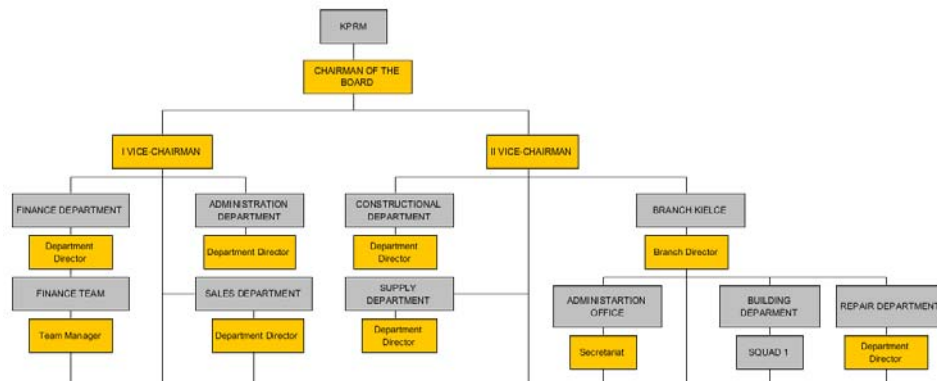 KPRM
CHAIRMAN OF THE
BOARD
I VICE-CHAIRMAN
II VICE-CHAIRMAN
FINANCE DEPARTMENT
ADMINISTRATION
DEPARTMENT
CONSTRUCTIONAL
DEPARTMENT
BRANCH KIELCE
Department
Director
Department Director
Department
Director
Branch Director
FINANCE TEAM
SALES DEPARTMENT
SUPPLY
DEPARTMENT
ADMINISTARTION
OFFICE
BUILDING
DEPARMENT
REPAIR DEPARTMENT
Team Manager
Department Director
Department
Director
Secretariat
SQUAD 1
Department
Director